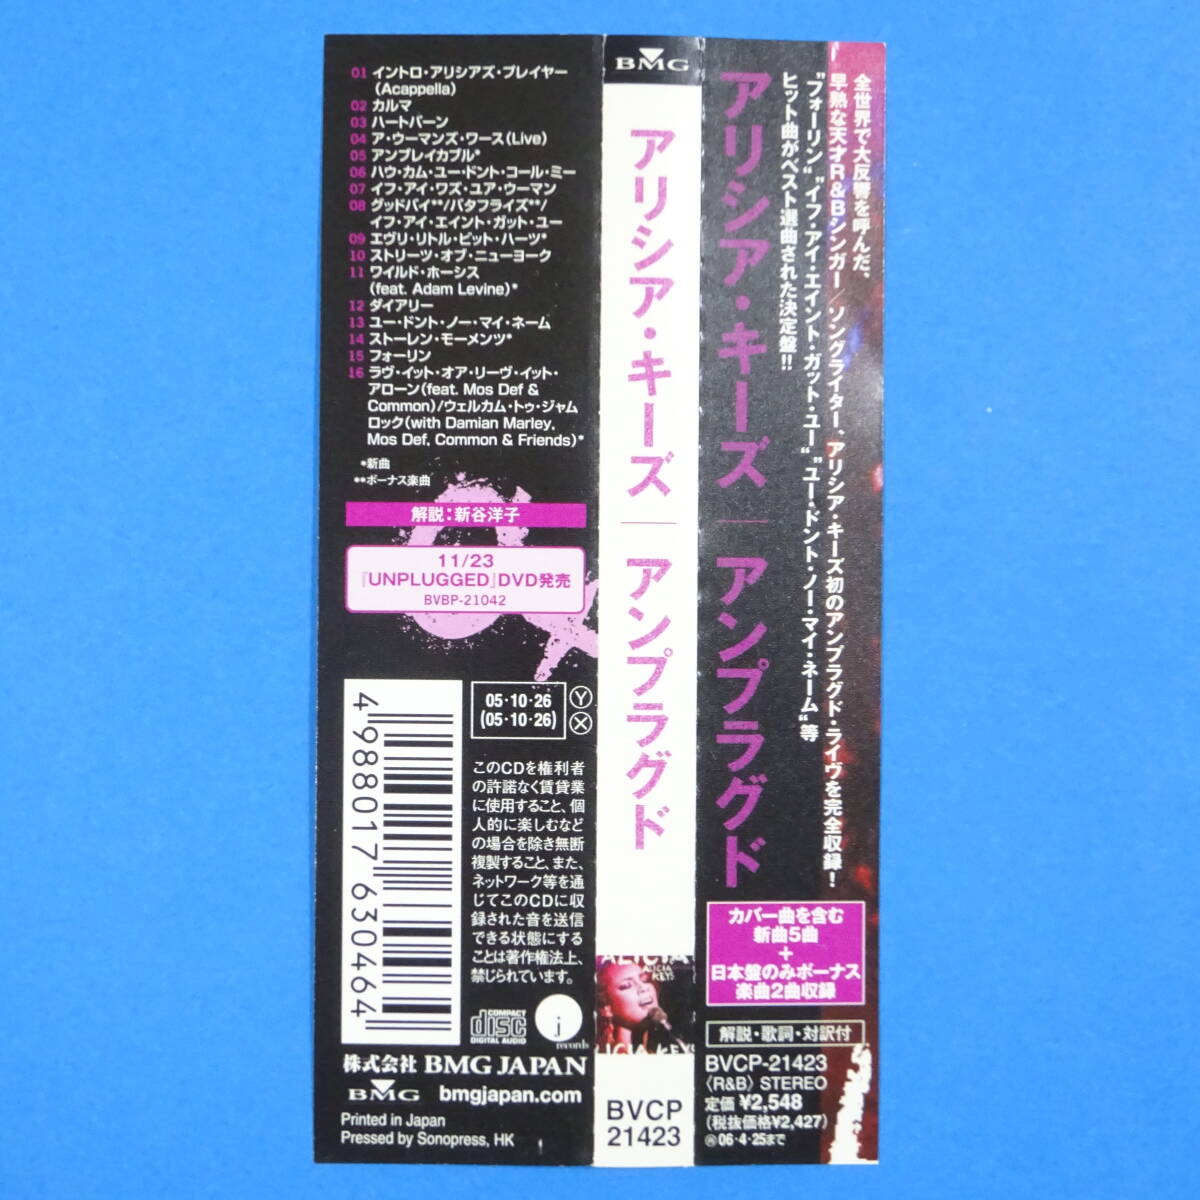 01 イントロ・アリシアズ・プレイヤー
(Acappella)
02 カルマ
03 ハートバーン
04 ア・ウーマンズ・ワース(Live)
05 アンブレイカブル*
06 ハウ・カム・ユー・ドント・コール・ミー
07 イフ・アイ・ワズ・ユア・ウーマン
08 グッドバイ**/バタフライズ**/
イフ・アイ・エイント・ガット・ユー
09 エヴリ・リトル・ビット・ハーツ*
10 ストリーツ・オブ・ニューヨーク
11 ワイルド・ホーシス
(feat. Adam Levine)*
12 ダイアリー
13 ユー・ドント・ノー・マイ・ネーム
14 ストーレン・モーメンツ*
15 フォーリン
16 ラヴ・イット・オア・リーヴ・イット・
アローン(feat. Mos Def &
Common)/ウェルカム・トゥ・ジャム
ロック(with Damian Marley,
Mos Def, Common & Friends)*
*新曲
**ボーナス楽曲
解説:新谷洋子
11/23
『UNPLUGGED』DVD発売
BVBP-21042
4 988017 630464
05・10・26
(05・10・26)
Y
X
このCDを権利者
の許諾なく賃貸業
に使用すること、個
人的に楽しむなど
の場合を除き無断
複製すること、また、
ネットワーク等を通
じてこのCDに収
録された音を送信
できる状態にする
ことは著作権法上、
禁じられています。
COMPACT
disc
DIGITAL AUDIO
j
records
株式会社 BMG JAPAN
BMG bmgjapan.com
Printed in Japan
Pressed by Sonopress, HK
BMG
アリシア・キーズ｜アンプラグド
ALICIA
ALICIA
KEYS
ALICIA KEYS
BVCP
21423
全世界で大反響を呼んだ、
早熟な天才R&Bシンガー/ソングライター、アリシア・キーズ初のアンプラグド・ライヴを完全収録!
"フォーリン" "イフ・アイ・エイント・ガット・ユー" "ユー・ドント・ノー・マイ・ネーム"等
ヒット曲がベスト選曲された決定盤!!
アリシア・キーズ｜アンプラグド
カバー曲を含む
新曲5曲
+
日本盤のみボーナス
楽曲2曲収録
解説・歌詞・対訳付
BVCP-21423
〈R&B〉 STEREO
定価 ¥2,548
(税抜価格¥2,427)
㊢06・4・25まで